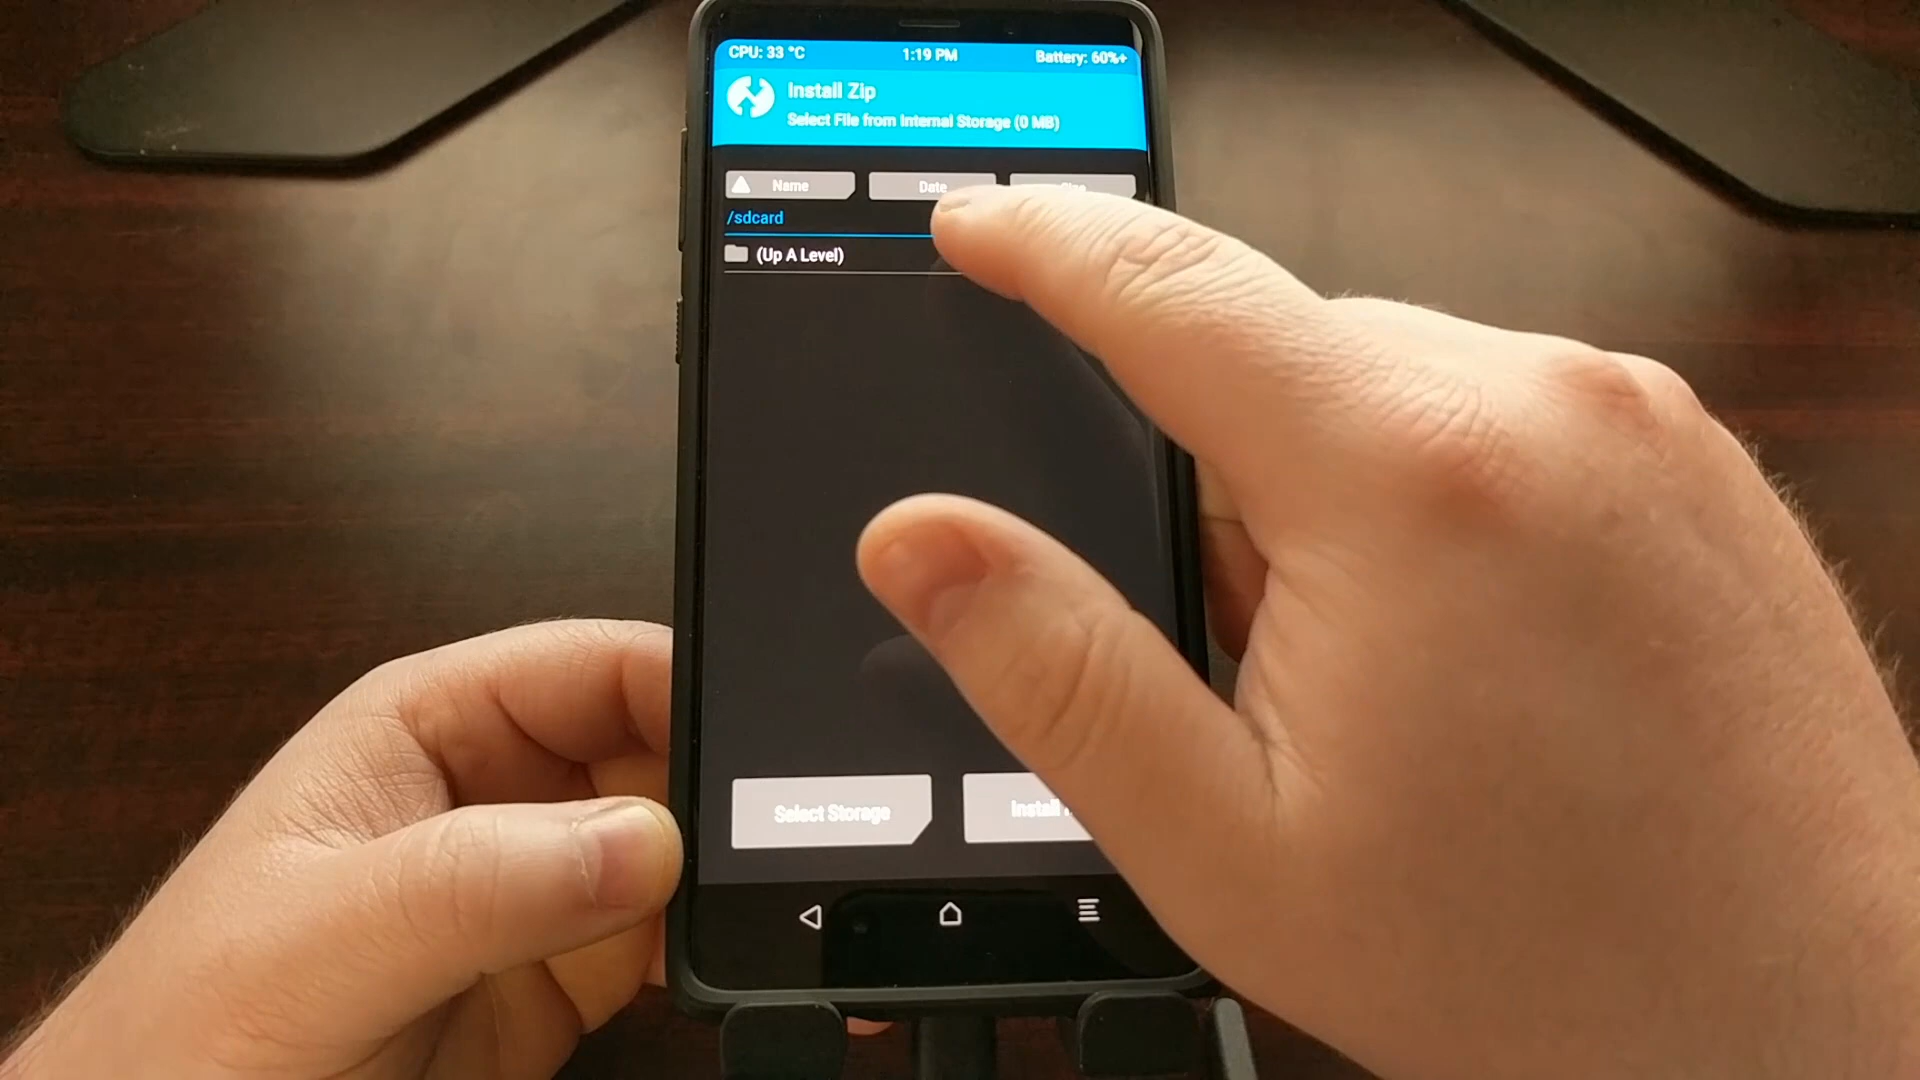 CPU: 33 °C 1:19 PM Battery: 60%+
Install Zip
Select File from Internal Storage (0 MB)
Name Date Size
/sdcard
(Up A Level)
Select Storage Install